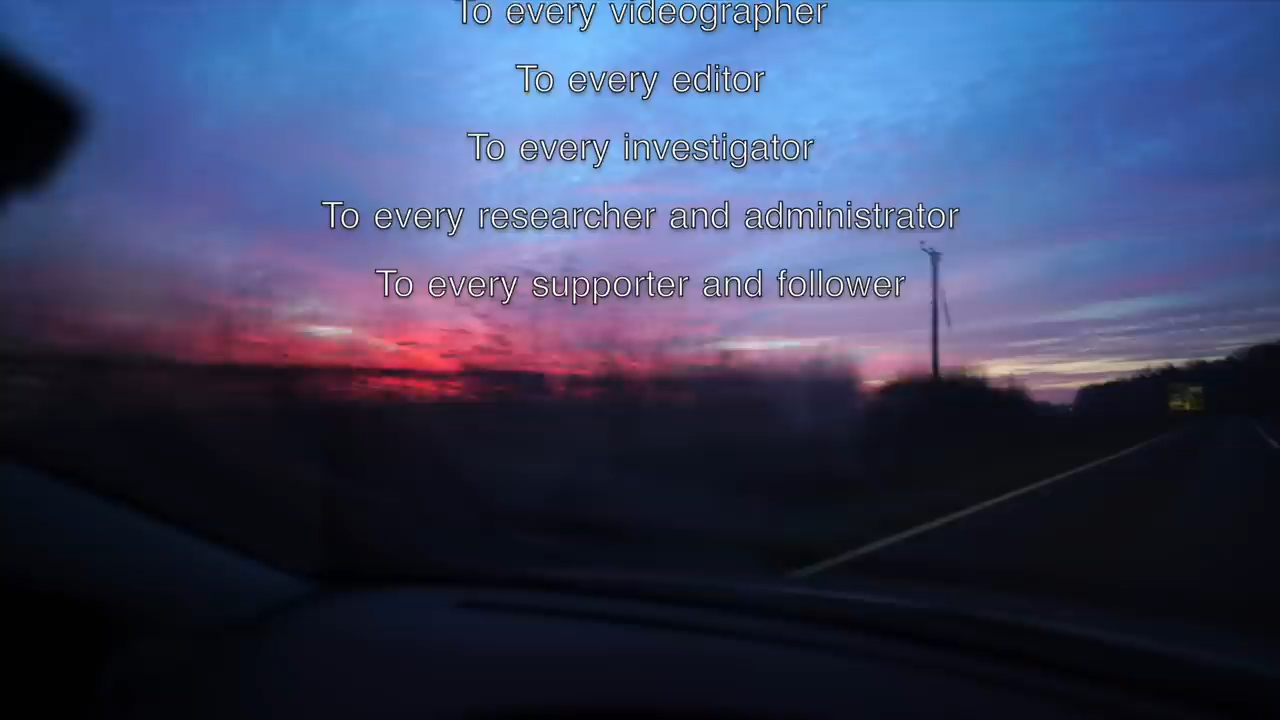 To every videographer
To every editor
To every investigator
To every researcher and administrator
To every supporter and follower